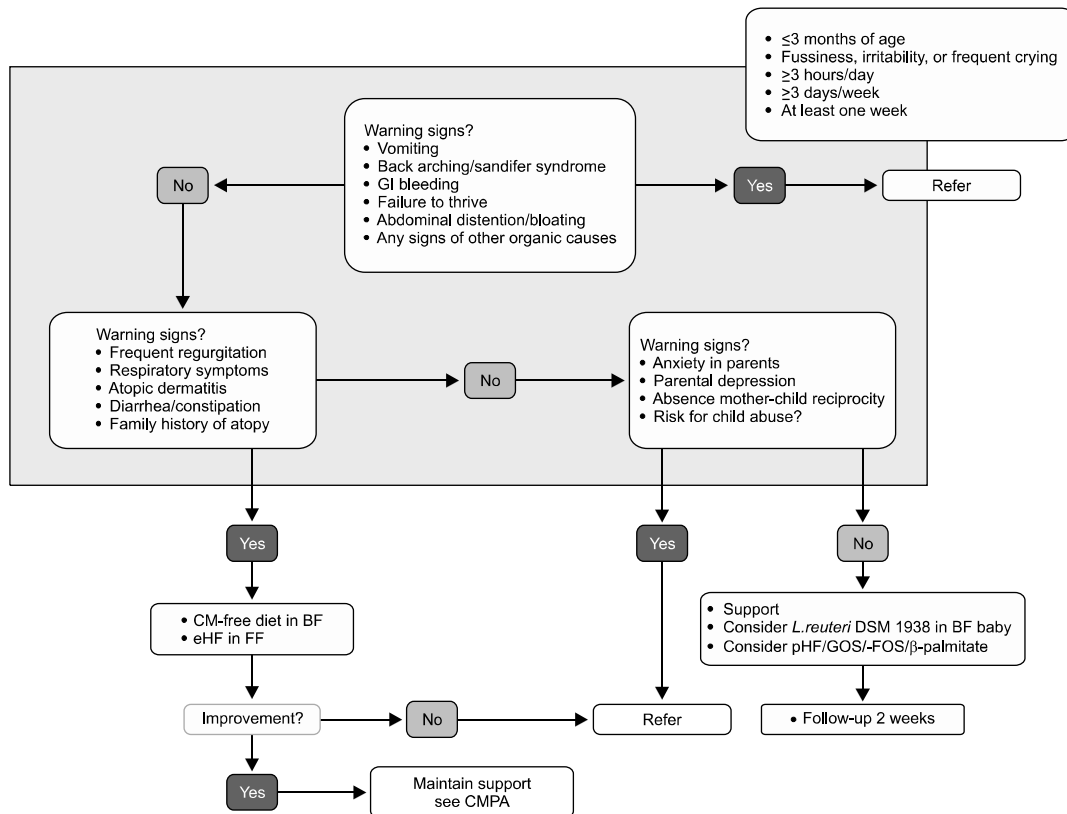 • ≤3 months of age
• Fussiness, irritability, or frequent crying
• ≥3 hours/day
• ≥3 days/week
• At least one week
Warning signs?
• Vomiting
• Back arching/sandifer syndrome
• GI bleeding
• Failure to thrive
• Abdominal distention/bloating
• Any signs of other organic causes
No
Yes
Refer
Warning signs?
• Frequent regurgitation
• Respiratory symptoms
• Atopic dermatitis
• Diarrhea/constipation
• Family history of atopy
No
Warning signs?
• Anxiety in parents
• Parental depression
• Absence mother-child reciprocity
• Risk for child abuse?
Yes
Yes
No
• CM-free diet in BF
• eHF in FF
• Support
• Consider L.reuteri DSM 1938 in BF baby
• Consider pHF/GOS/-FOS/β-palmitate
Improvement?
No
Refer
• Follow-up 2 weeks
Yes
Maintain support
see CMPA